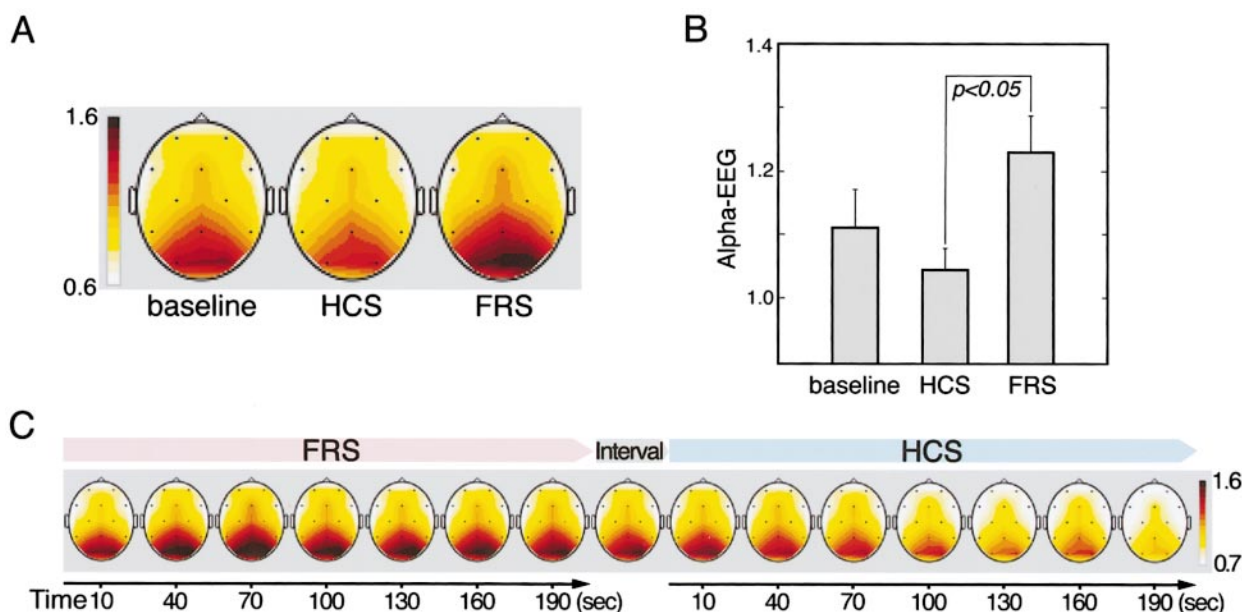 A
1.6
0.6
baseline HCS FRS
B
1.4
1.2
1.0
Alpha-EEG
p<0.05
baseline HCS FRS
C
FRS Interval HCS
1.6
0.7
Time 10 40 70 100 130 160 190 (sec) 10 40 70 100 130 160 190 (sec)